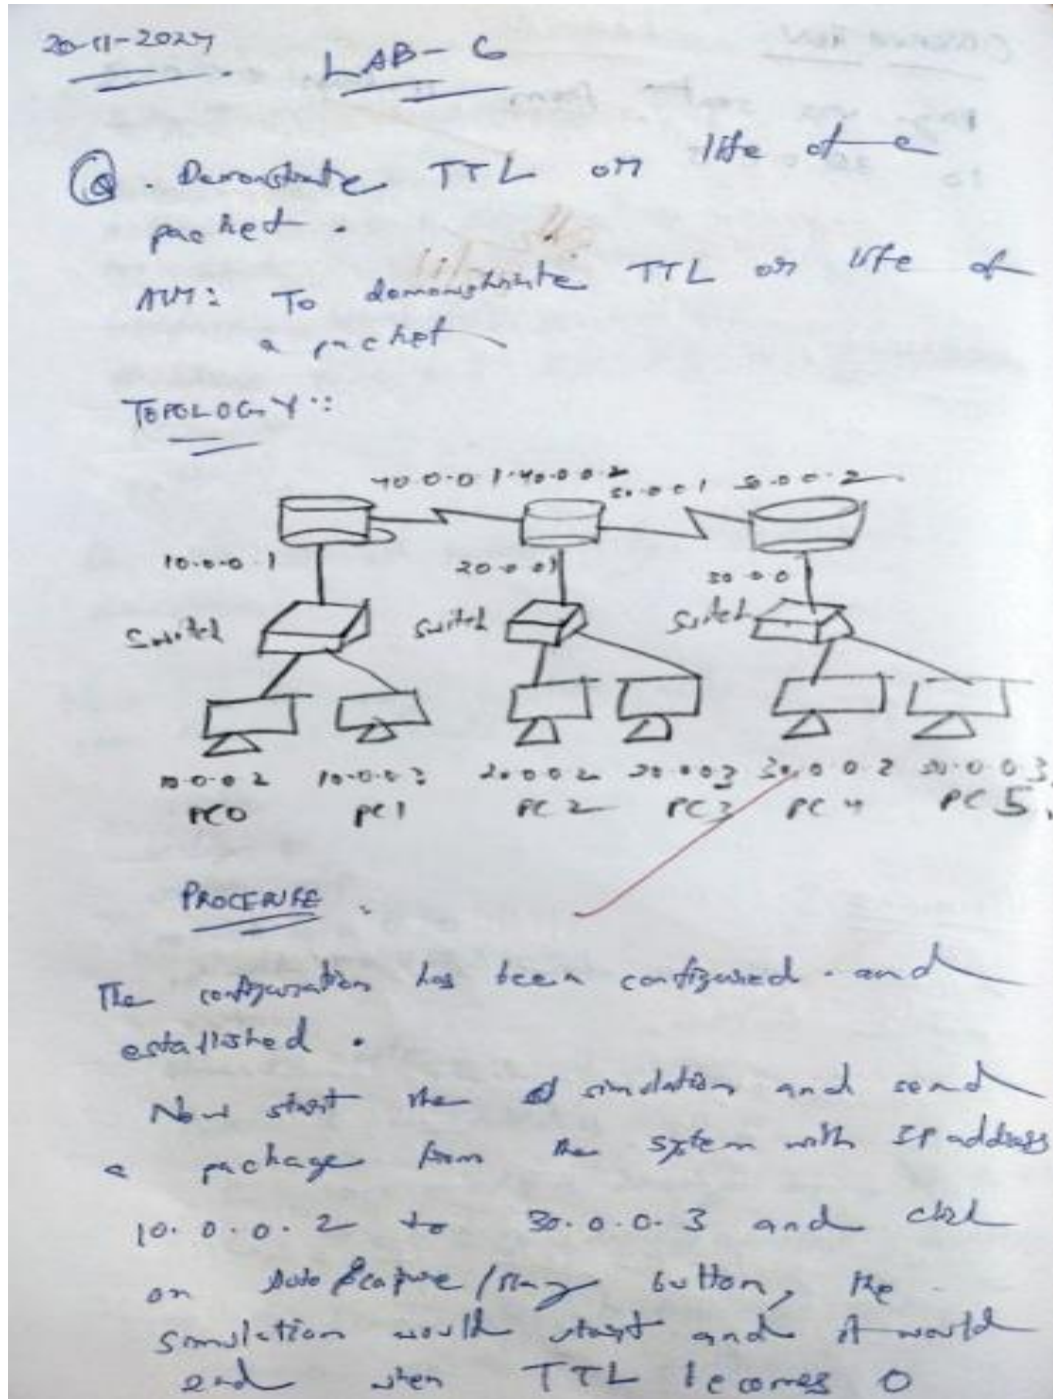 20-11-2024
LAB-6
Q. Demonstrate TTL or life of a
packet.
AIM: To demonstrate TTL or life of
a packet
TOPOLOGY::
40.0.0.1 40.0.0.2 50.0.0.1 50.0.0.2
10.0.0.1 20.0.0.1 30.0.0
Switch Switch Switch
10.0.0.2 10.0.0.3 20.0.0.2 20.0.0.3 30.0.0.2 30.0.0.3
PC0 PC1 PC2 PC3 PC4 PC5.
PROCEDURE.
The configuration has been configured. and
established.
Now start the simulation and send
a package from the system with IP address
10.0.0.2 to 30.0.0.3 and click
on Auto capture/Play button, the
simulation would start and it would
end when TTL becomes 0